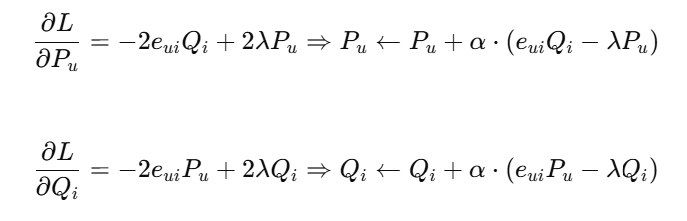 ∂L/∂P_u = −2e_{ui}Q_i + 2λP_u ⇒ P_u ← P_u + α · (e_{ui}Q_i − λP_u)
∂L/∂Q_i = −2e_{ui}P_u + 2λQ_i ⇒ Q_i ← Q_i + α · (e_{ui}P_u − λQ_i)